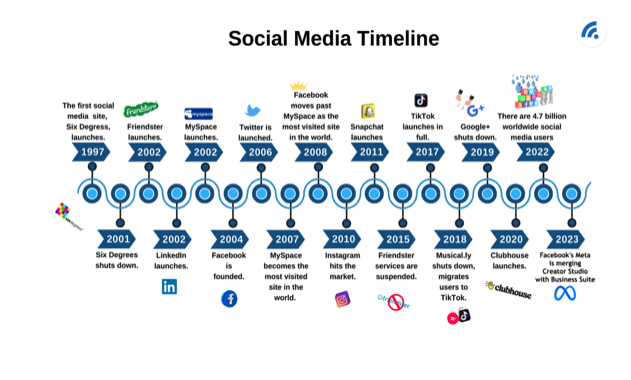 Social Media Timeline
The first social
media site,
Six Degress,
launches.
1997
Friendster
Friendster
launches.
2002
myspace
MySpace
launches.
2002
Twitter is
launched.
2006
Facebook
moves past
MySpace as the
most visited site
in the world.
2008
Snapchat
launches
2011
TikTok
launches in
full.
2017
G+
Google+
shuts down.
2019
There are 4.7 billion
worldwide social
media users
2022
2001
Six Degrees
shuts down.
2002
LinkedIn
launches.
in
2004
Facebook
is
founded.
2007
MySpace
becomes the
most visited
site in the
world.
2010
Instagram
hits the
market.
2015
Friendster
services are
suspended.
2018
Musical.ly
shuts down,
migrates
users to
TikTok.
2020
Clubhouse
launches.
clubhouse
2023
Facebook's Meta
is merging
Creator Studio
with Business Suite